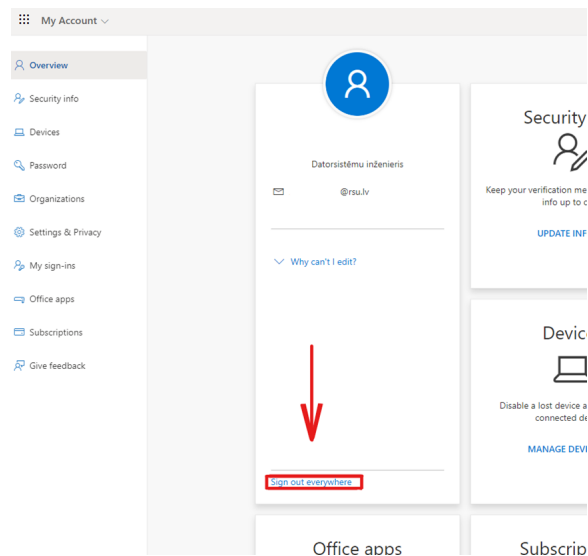 My Account
Overview
Security info
Devices
Password
Organizations
Settings & Privacy
My sign-ins
Office apps
Subscriptions
Give feedback
Datorsistēmu inženieris
@rsu.lv
Why can't I edit?
Sign out everywhere
Security
Keep your verification me
info up to
UPDATE INF
Devic
Disable a lost device a
connected de
MANAGE DEV
Office apps
Subscrip